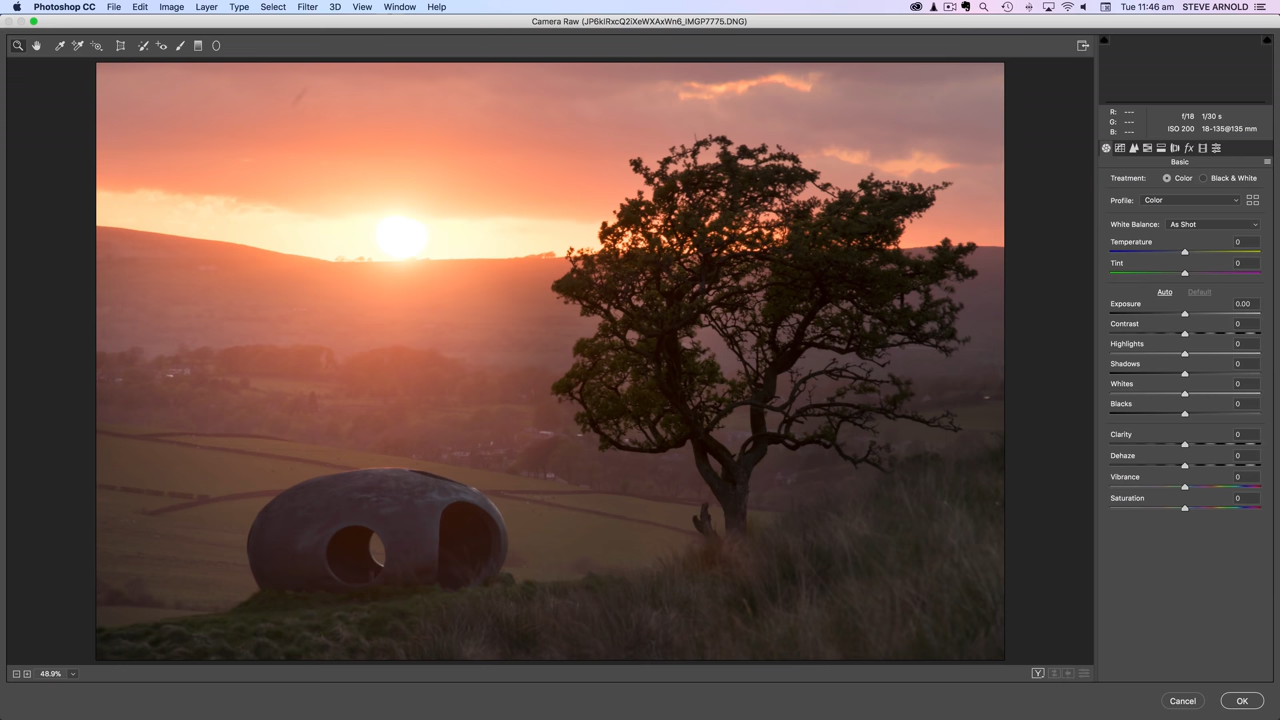 Photoshop CC File Edit Image Layer Type Select Filter 3D View Window Help Tue 11:46 am STEVE ARNOLD
Camera Raw (JP6kIRxcQ2iXeWXAxWn6_IMGP7775.DNG)
R: ---
G: ---
B: ---
f/18 1/30 s
ISO 200 18-135@135 mm
fx
Basic
Treatment: Color Black & White
Profile: Color
White Balance: As Shot
Temperature 0
Tint 0
Auto Default
Exposure 0.00
Contrast 0
Highlights 0
Shadows 0
Whites 0
Blacks 0
Clarity 0
Dehaze 0
Vibrance 0
Saturation 0
48.9% Y
Cancel OK